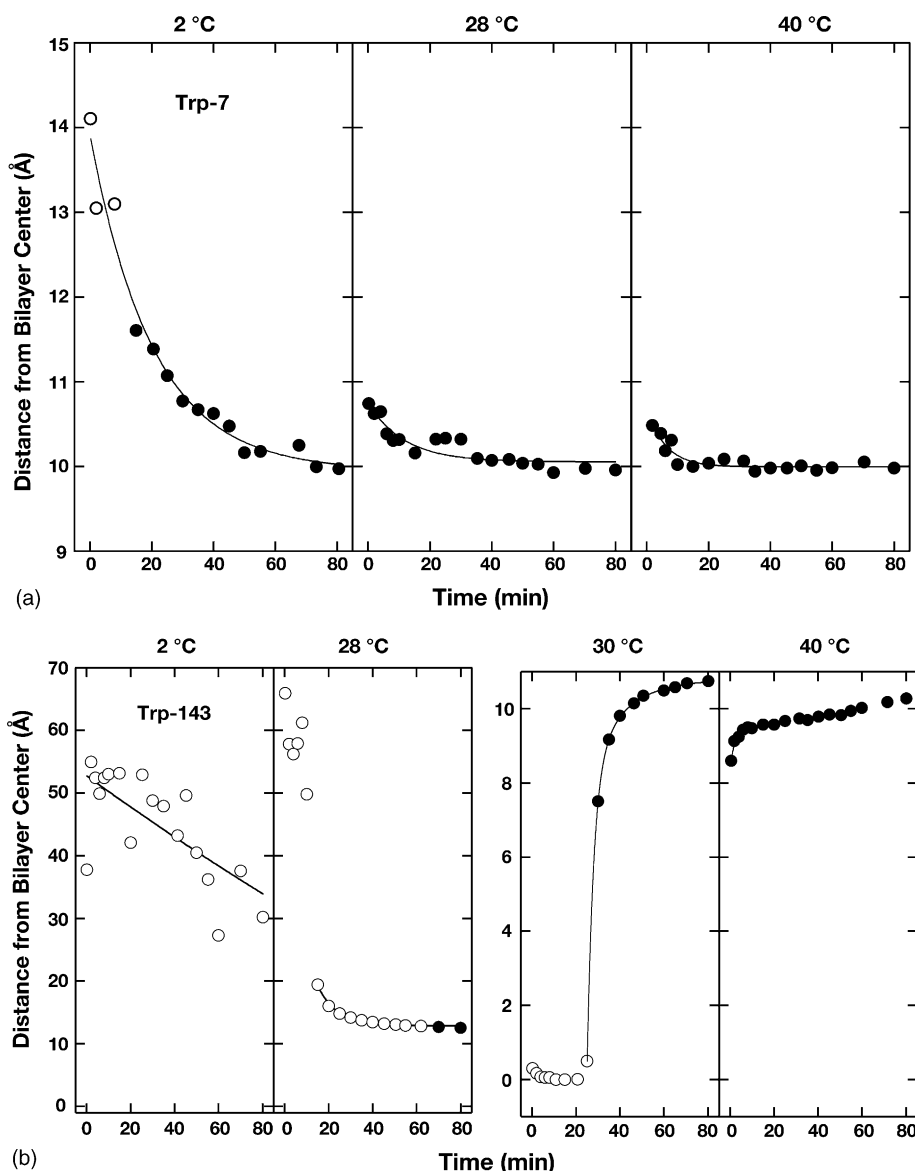 2 °C 28 °C 40 °C
15
Trp-7
14
13
12
11
10
9
Distance from Bilayer Center (Å)
0 20 40 60 80 0 20 40 60 80 0 20 40 60 80
(a) Time (min)
2 °C 28 °C 30 °C 40 °C
70
Trp-143
60
50
40
30
20
10
0
Distance from Bilayer Center (Å)
10
8
6
4
2
0
0 20 40 60 80 0 20 40 60 80 0 20 40 60 80 0 20 40 60 80
(b) Time (min)